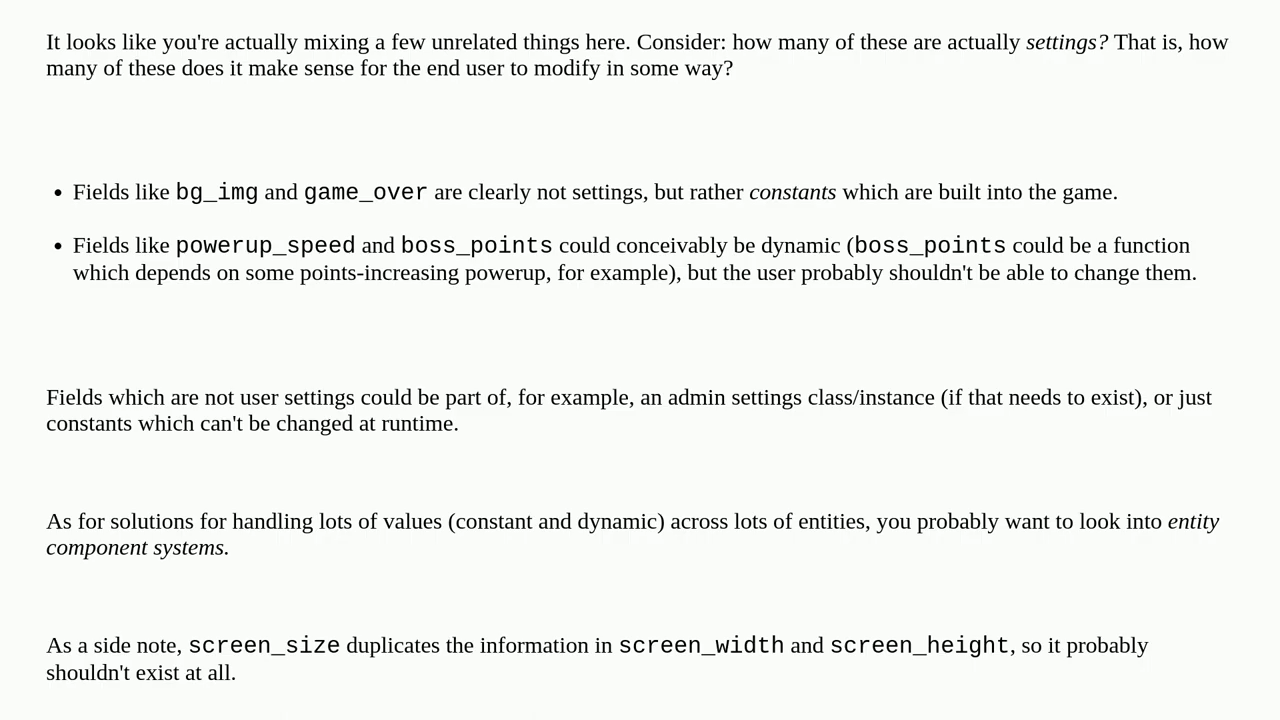 It looks like you're actually mixing a few unrelated things here. Consider: how many of these are actually settings? That is, how
many of these does it make sense for the end user to modify in some way?
• Fields like bg_img and game_over are clearly not settings, but rather constants which are built into the game.
• Fields like powerup_speed and boss_points could conceivably be dynamic (boss_points could be a function
which depends on some points-increasing powerup, for example), but the user probably shouldn't be able to change them.
Fields which are not user settings could be part of, for example, an admin settings class/instance (if that needs to exist), or just
constants which can't be changed at runtime.
As for solutions for handling lots of values (constant and dynamic) across lots of entities, you probably want to look into entity
component systems.
As a side note, screen_size duplicates the information in screen_width and screen_height, so it probably
shouldn't exist at all.